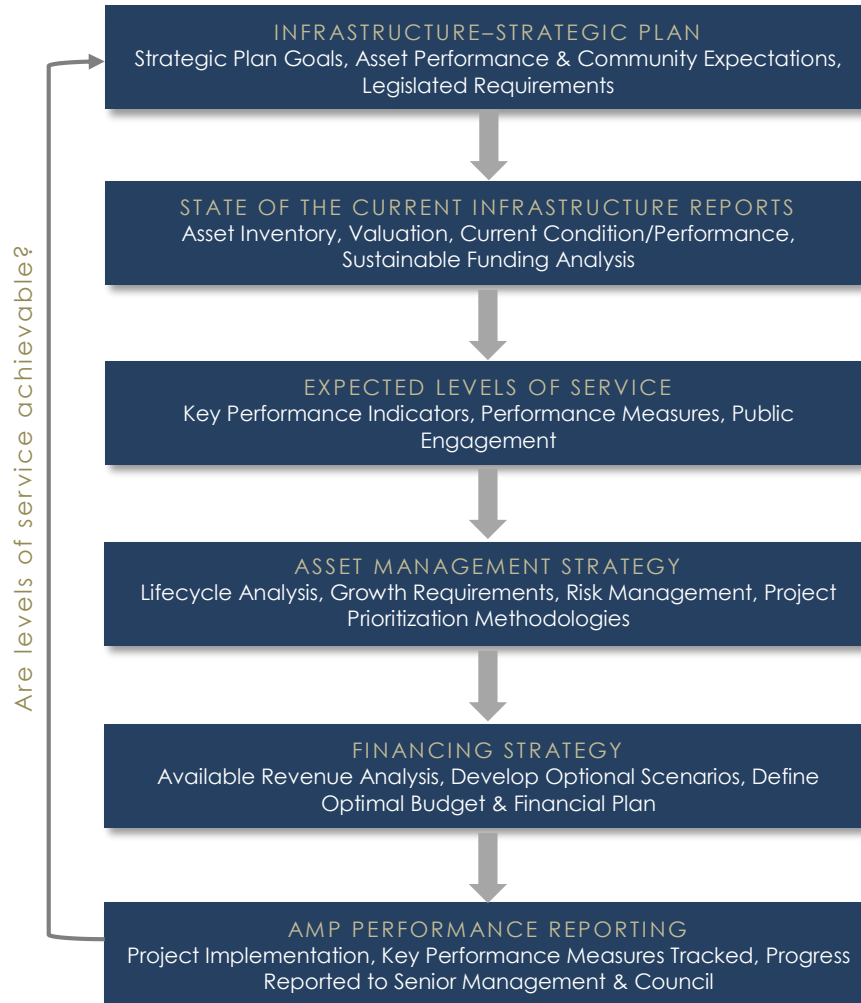 INFRASTRUCTURE–STRATEGIC PLAN
Strategic Plan Goals, Asset Performance & Community Expectations,
Legislated Requirements
STATE OF THE CURRENT INFRASTRUCTURE REPORTS
Asset Inventory, Valuation, Current Condition/Performance,
Sustainable Funding Analysis
EXPECTED LEVELS OF SERVICE
Key Performance Indicators, Performance Measures, Public
Engagement
ASSET MANAGEMENT STRATEGY
Lifecycle Analysis, Growth Requirements, Risk Management, Project
Prioritization Methodologies
FINANCING STRATEGY
Available Revenue Analysis, Develop Optional Scenarios, Define
Optimal Budget & Financial Plan
AMP PERFORMANCE REPORTING
Project Implementation, Key Performance Measures Tracked, Progress
Reported to Senior Management & Council
Are levels of service achievable?